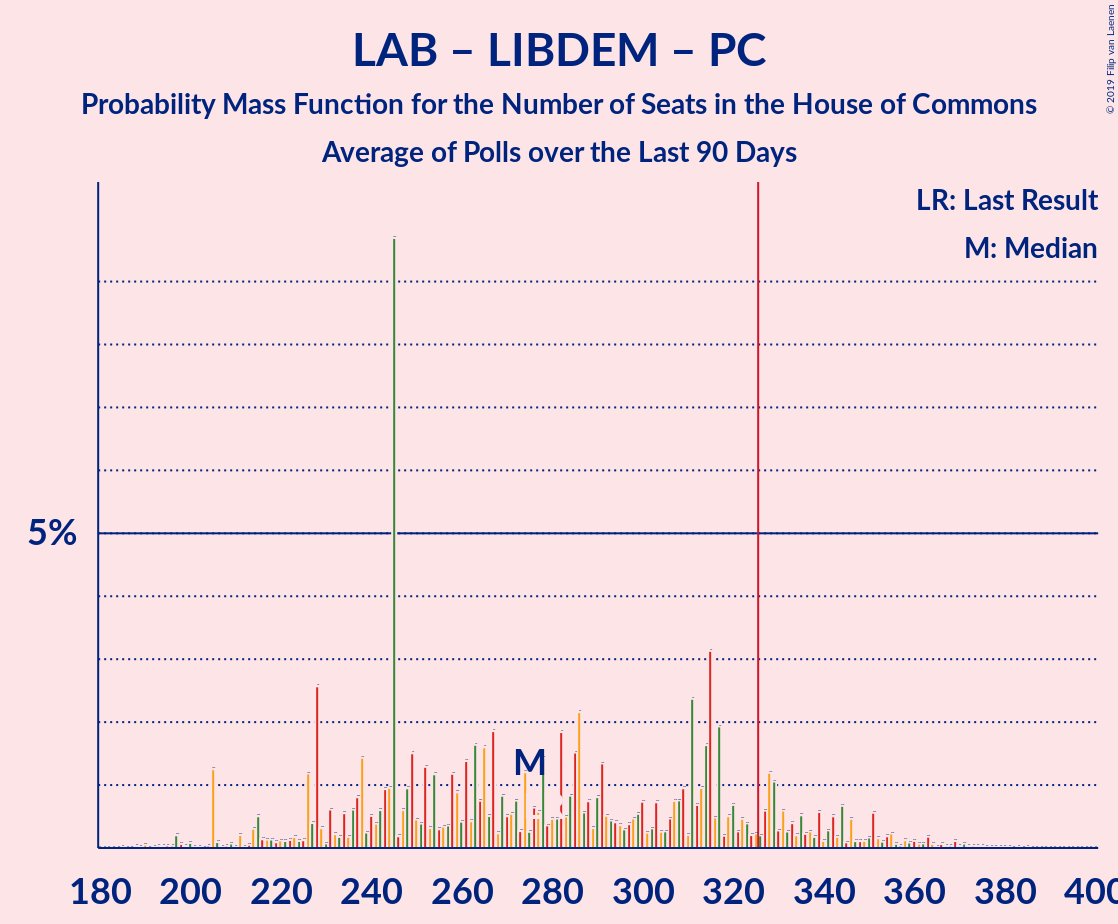 LAB – LIBDEM – PC
Probability Mass Function for the Number of Seats in the House of Commons
Average of Polls over the Last 90 Days
© 2019 Filip van Laenen
LR: Last Result
M: Median
5%
M
180 200 220 240 260 280 300 320 340 360 380 400